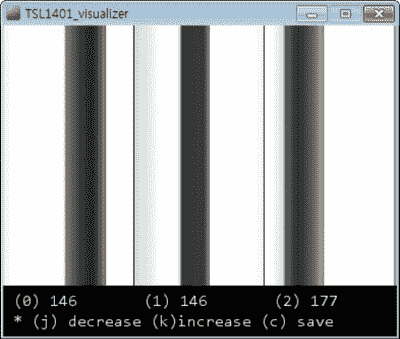 TSL1401_visualizer
(0) 146 (1) 146 (2) 177
* (j) decrease (k)increase (c) save